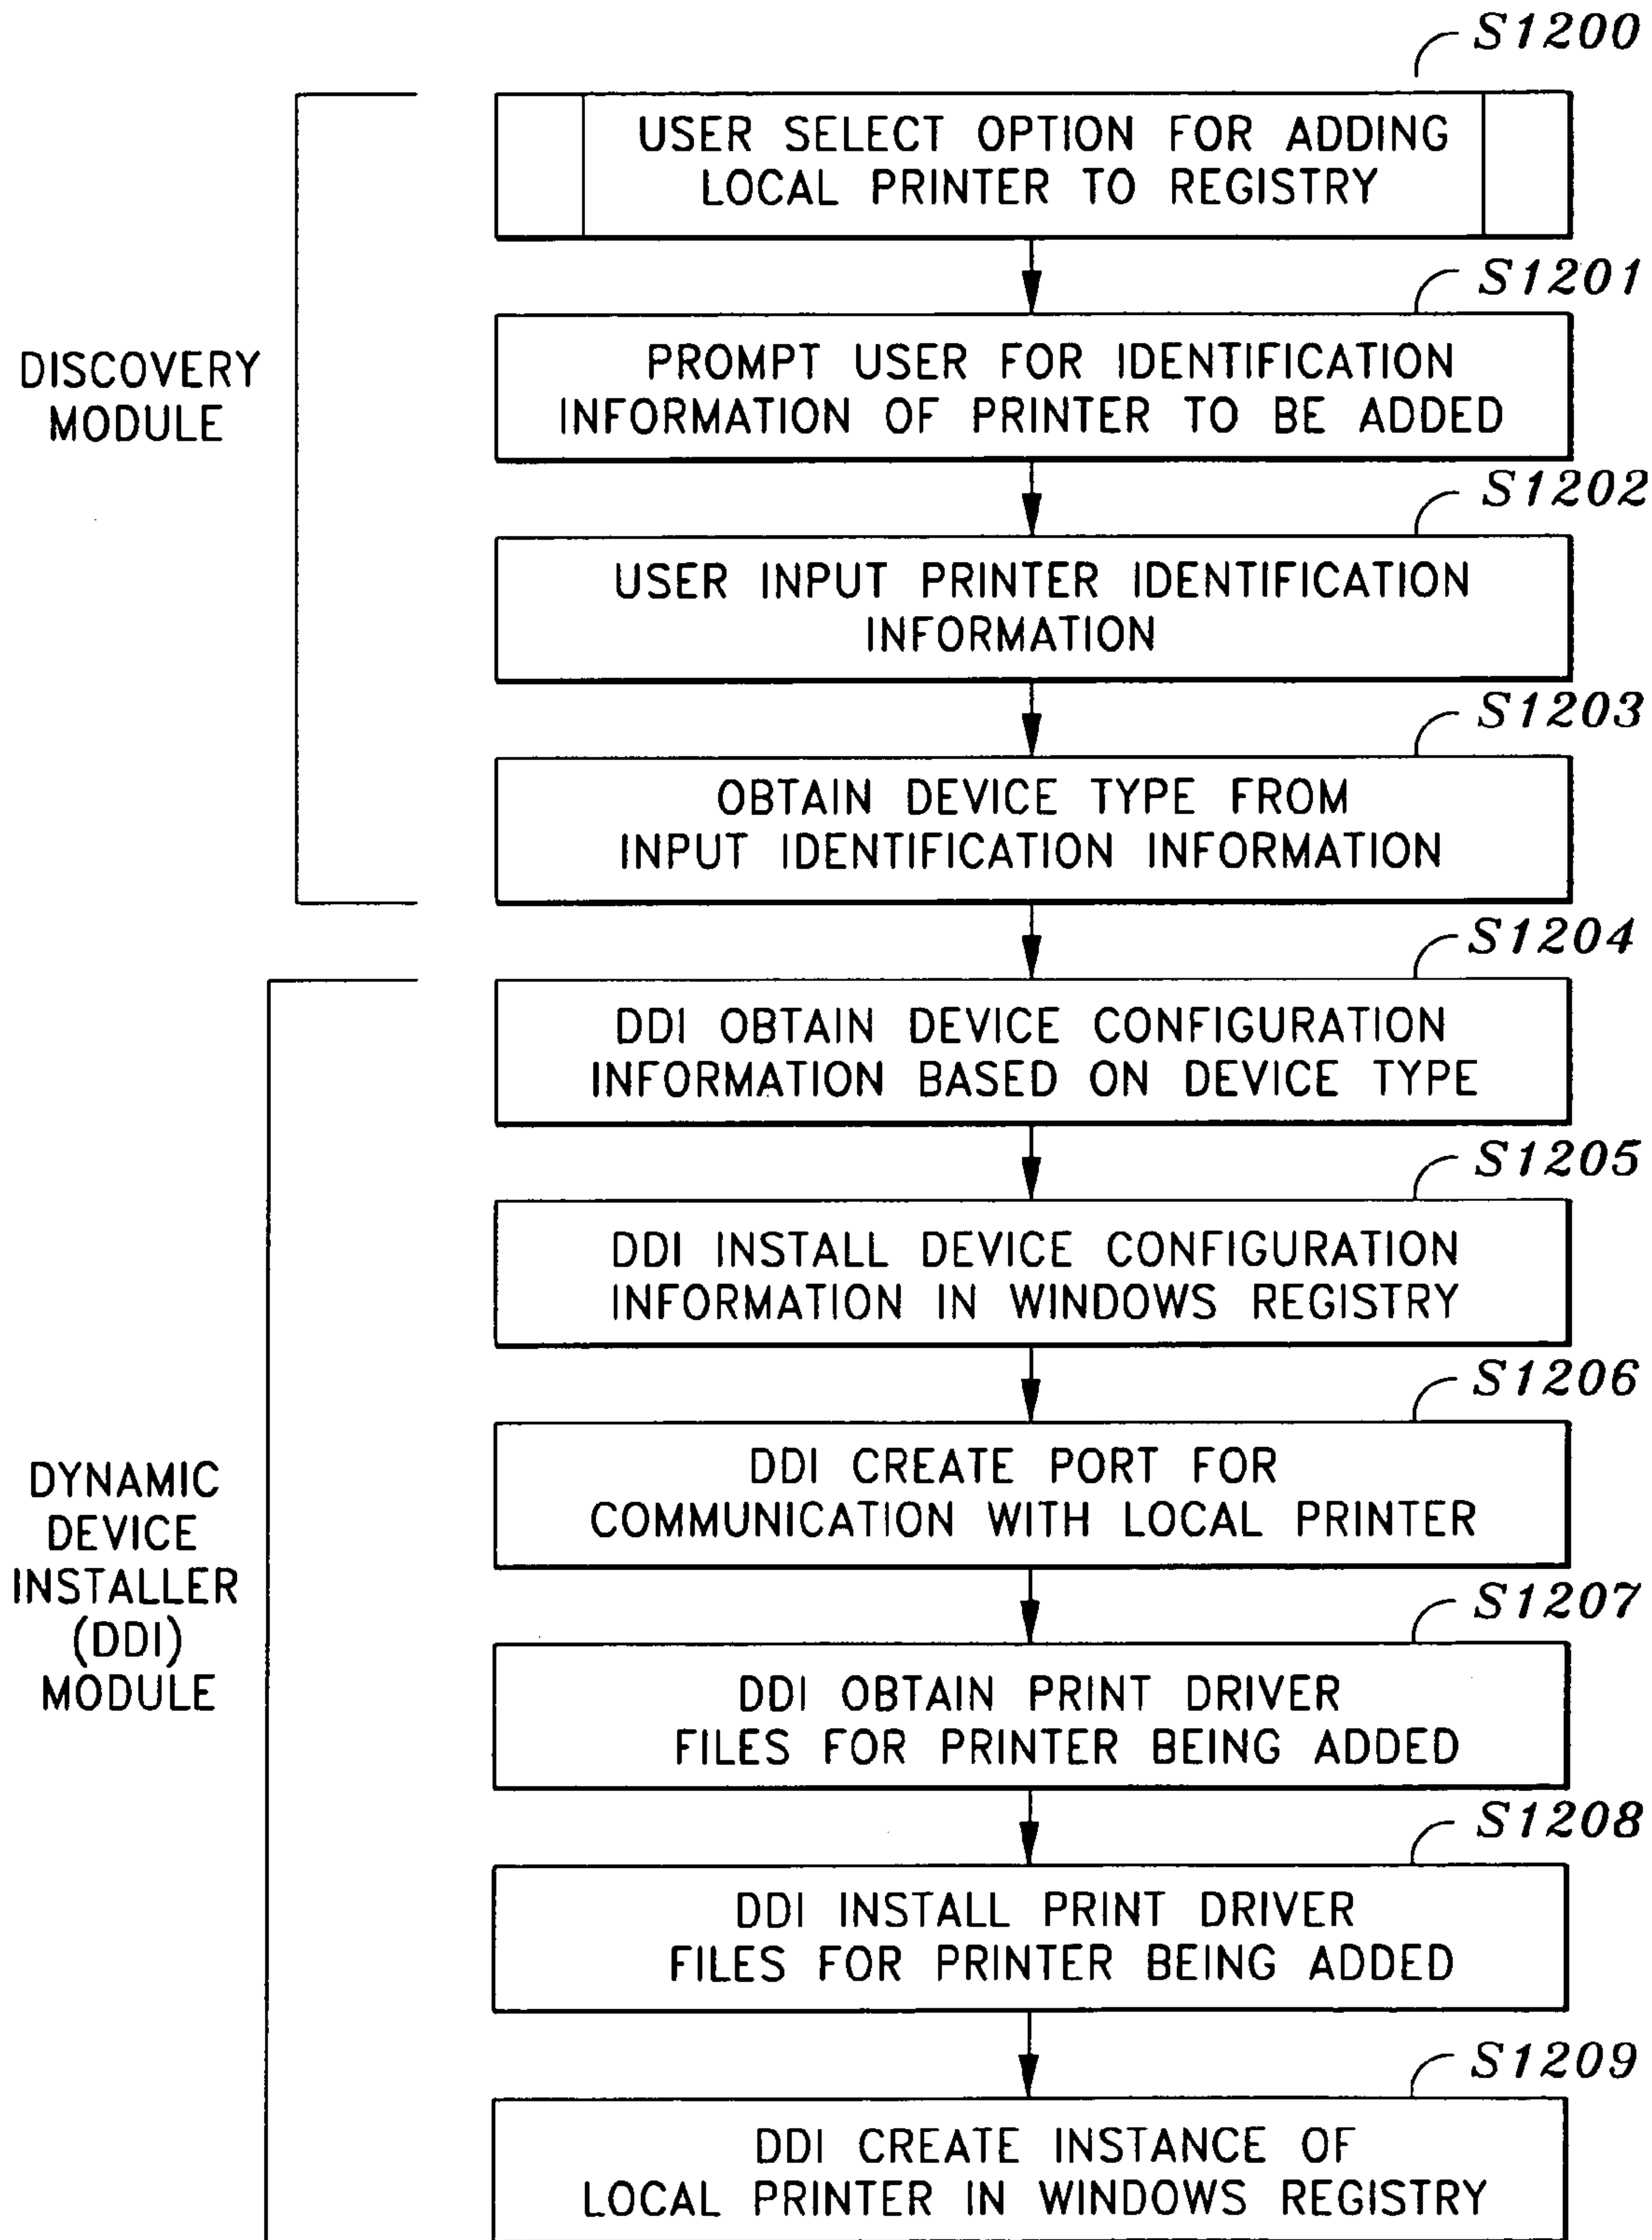 S1200
USER SELECT OPTION FOR ADDING
LOCAL PRINTER TO REGISTRY
S1201
PROMPT USER FOR IDENTIFICATION
INFORMATION OF PRINTER TO BE ADDED
DISCOVERY
MODULE
S1202
USER INPUT PRINTER IDENTIFICATION
INFORMATION
S1203
OBTAIN DEVICE TYPE FROM
INPUT IDENTIFICATION INFORMATION
S1204
DDI OBTAIN DEVICE CONFIGURATION
INFORMATION BASED ON DEVICE TYPE
S1205
DDI INSTALL DEVICE CONFIGURATION
INFORMATION IN WINDOWS REGISTRY
S1206
DDI CREATE PORT FOR
COMMUNICATION WITH LOCAL PRINTER
DYNAMIC
DEVICE
INSTALLER
(DDI)
MODULE
S1207
DDI OBTAIN PRINT DRIVER
FILES FOR PRINTER BEING ADDED
S1208
DDI INSTALL PRINT DRIVER
FILES FOR PRINTER BEING ADDED
S1209
DDI CREATE INSTANCE OF
LOCAL PRINTER IN WINDOWS REGISTRY